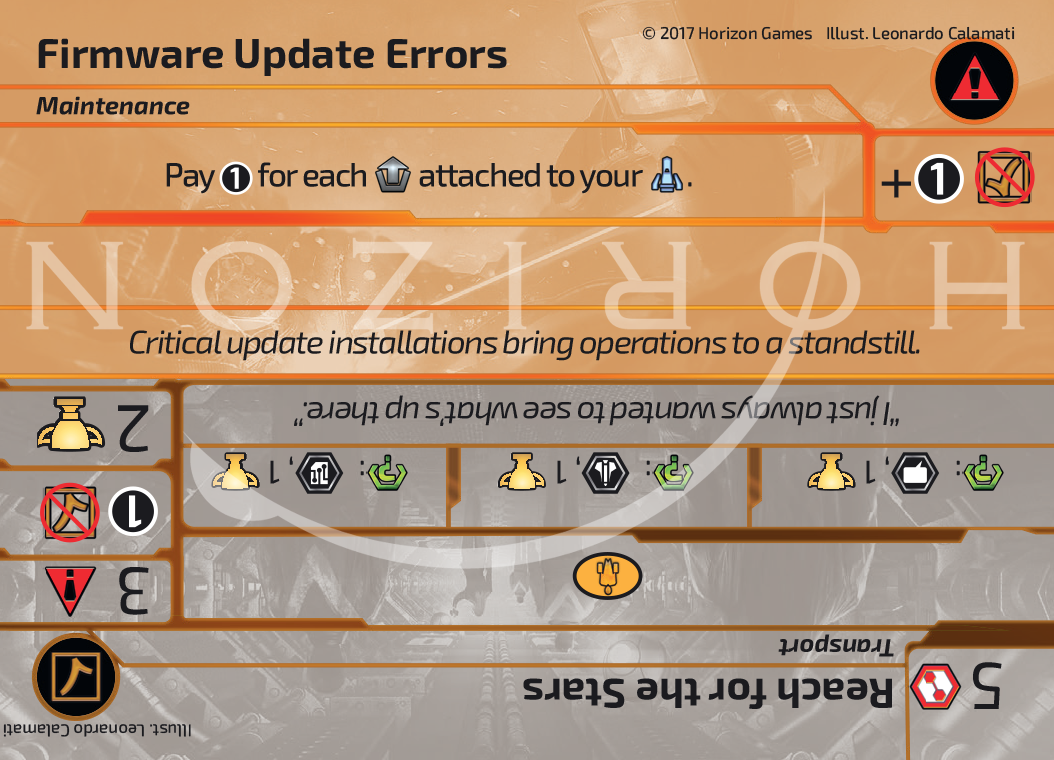 © 2017 Horizon Games Illust. Leonardo Calamati
Firmware Update Errors
Maintenance
Pay 1 for each attached to your .
+ 1
HORIZON
Critical update installations bring operations to a standstill.
Illust. Leonardo Calamati
5
Reach for the Stars
Transport
3
1
2
: , 1
: , 1
: , 1
"I just always wanted to see what's up there."